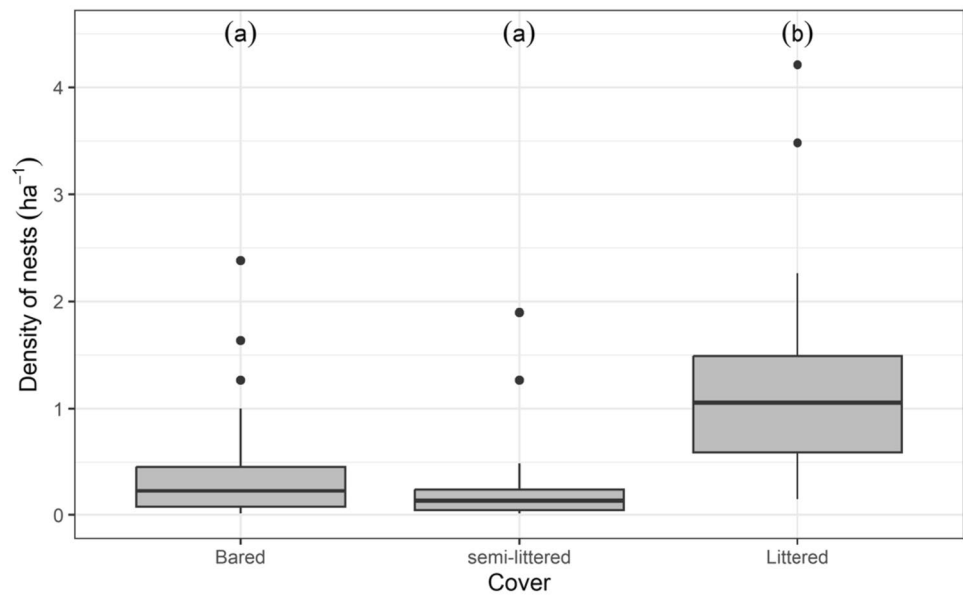 (a) (a) (b)
Density of nests (ha⁻¹)
4
3
2
1
0
Bared semi-littered Littered
Cover